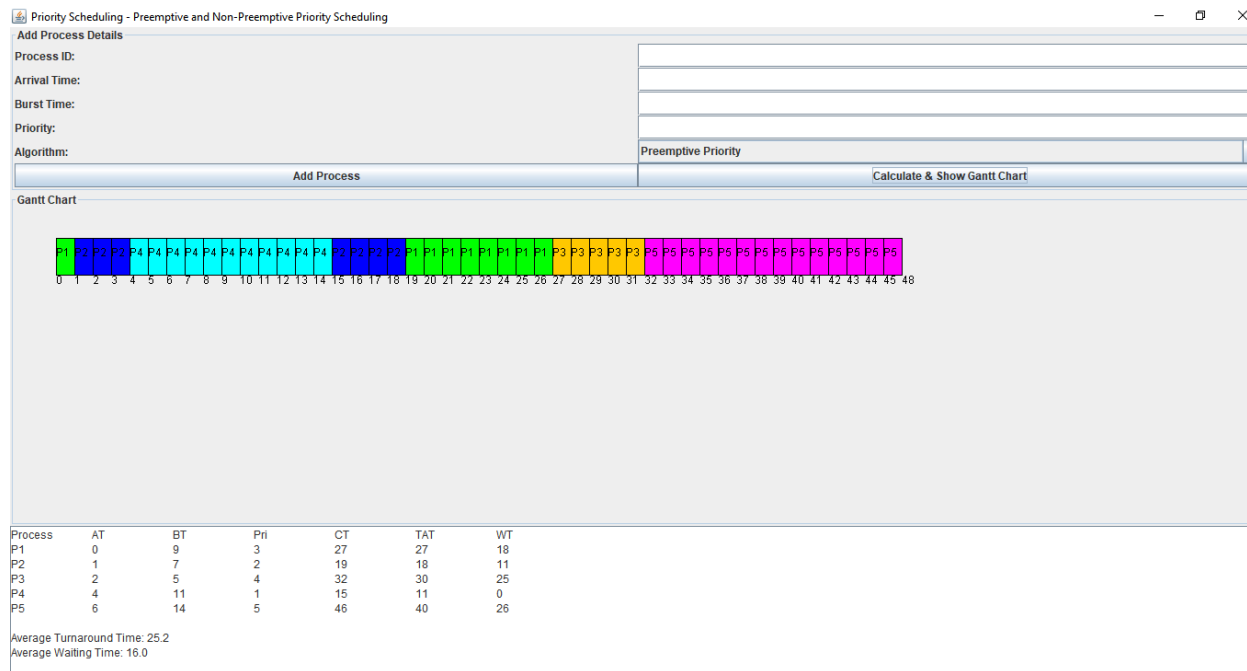 Priority Scheduling - Preemptive and Non-Preemptive Priority Scheduling
Add Process Details
Process ID:
Arrival Time:
Burst Time:
Priority:
Algorithm: Preemptive Priority
Add Process Calculate & Show Gantt Chart
Gantt Chart
P1 P2 P2 P2 P4 P4 P4 P4 P4 P4 P4 P4 P4 P4 P4 P2 P2 P2 P2 P1 P1 P1 P1 P1 P1 P1 P1 P3 P3 P3 P3 P3 P5 P5 P5 P5 P5 P5 P5 P5 P5 P5 P5 P5 P5 P5
0 1 2 3 4 5 6 7 8 9 10 11 12 13 14 15 16 17 18 19 20 21 22 23 24 25 26 27 28 29 30 31 32 33 34 35 36 37 38 39 40 41 42 43 44 45 48
Process AT BT Pri CT TAT WT
P1 0 9 3 27 27 18
P2 1 7 2 19 18 11
P3 2 5 4 32 30 25
P4 4 11 1 15 11 0
P5 6 14 5 46 40 26
Average Turnaround Time: 25.2
Average Waiting Time: 16.0